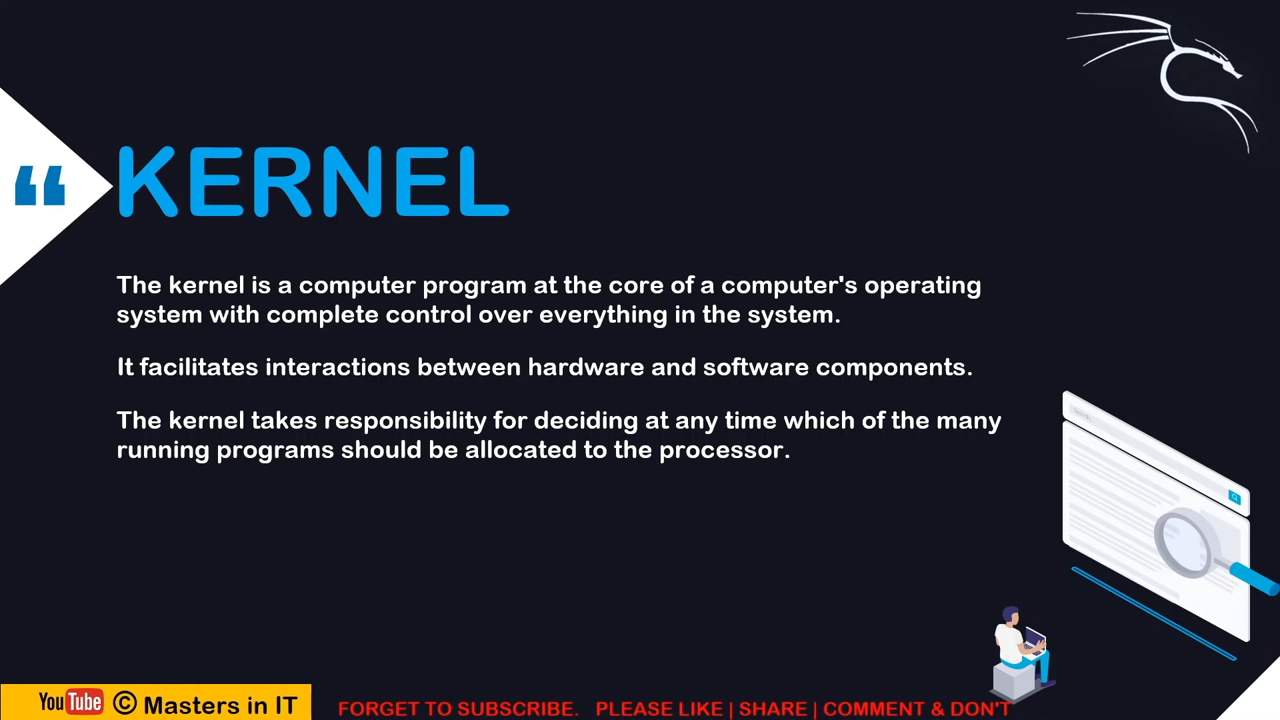 “
KERNEL
The kernel is a computer program at the core of a computer's operating
system with complete control over everything in the system.
It facilitates interactions between hardware and software components.
The kernel takes responsibility for deciding at any time which of the many
running programs should be allocated to the processor.
YouTube © Masters in IT
FORGET TO SUBSCRIBE. PLEASE LIKE | SHARE | COMMENT & DON'T